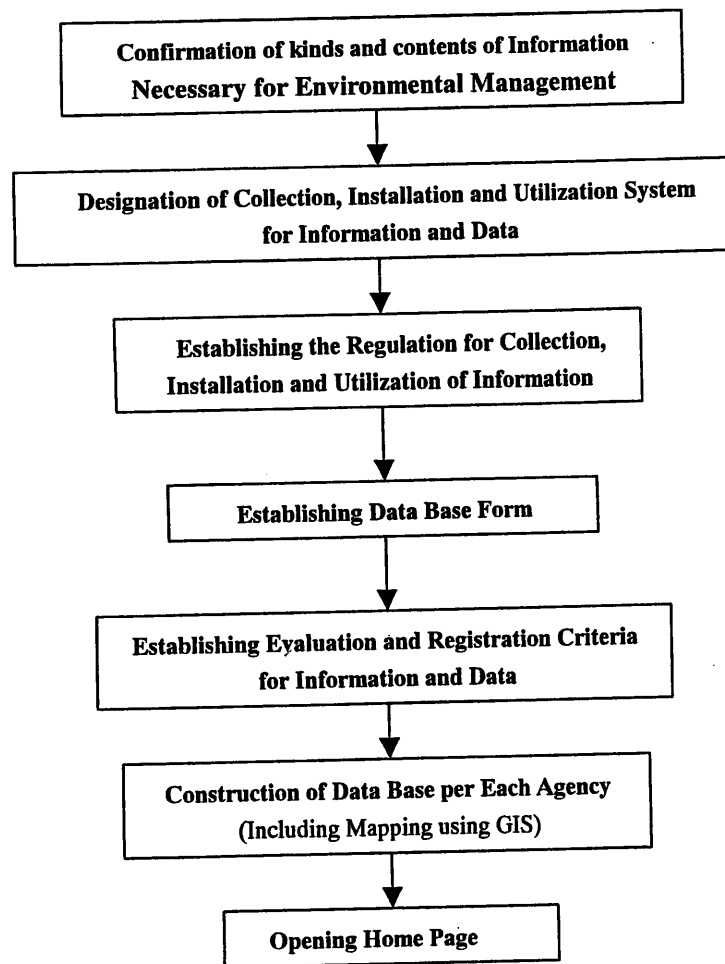 Confirmation of kinds and contents of Information
Necessary for Environmental Management
Designation of Collection, Installation and Utilization System
for Information and Data
Establishing the Regulation for Collection,
Installation and Utilization of Information
Establishing Data Base Form
Establishing Evaluation and Registration Criteria
for Information and Data
Construction of Data Base per Each Agency
(Including Mapping using GIS)
Opening Home Page